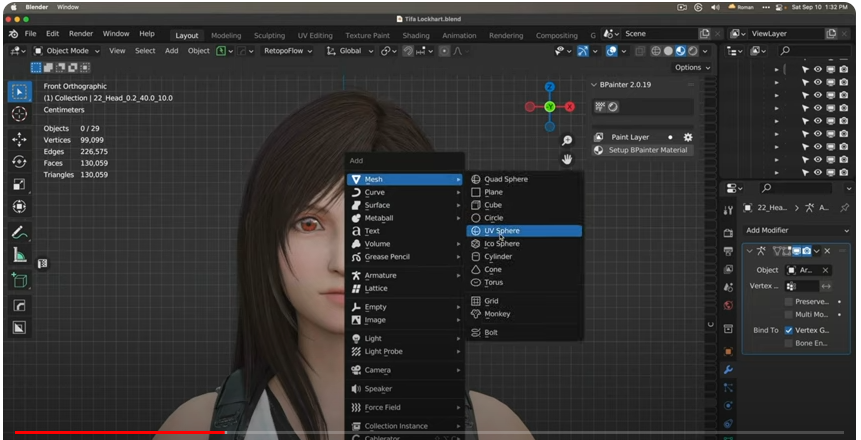 Blender Window
Roman ••• Sat Sep 10 1:32 PM
Tifa Lockhart.blend
File Edit Render Window Help
Layout Modeling Sculpting UV Editing Texture Paint Shading Animation Rendering Compositing G
Scene
ViewLayer
Object Mode View Select Add Object RetopoFlow Global
Options
Front Orthographic
(1) Collection | 22_Head_0.2_40.0_10.0
Centimeters
Objects 0 / 29
Vertices 99,099
Edges 226,575
Faces 130,059
Triangles 130,059
Z
Y
X
BPainter 2.0.19
Paint Layer
Setup BPainter Material
Add
Mesh
Curve
Surface
Metaball
Text
Volume
Grease Pencil
Armature
Lattice
Empty
Image
Light
Light Probe
Camera
Speaker
Force Field
Collection Instance
Quad Sphere
Plane
Cube
Circle
UV Sphere
Ico Sphere
Cylinder
Cone
Torus
Grid
Monkey
Bolt
22_Hea... > A...
Add Modifier
Object Ar...
Vertex ..
Preserve...
Multi Mo...
Bind To Vertex G...
Bone En...